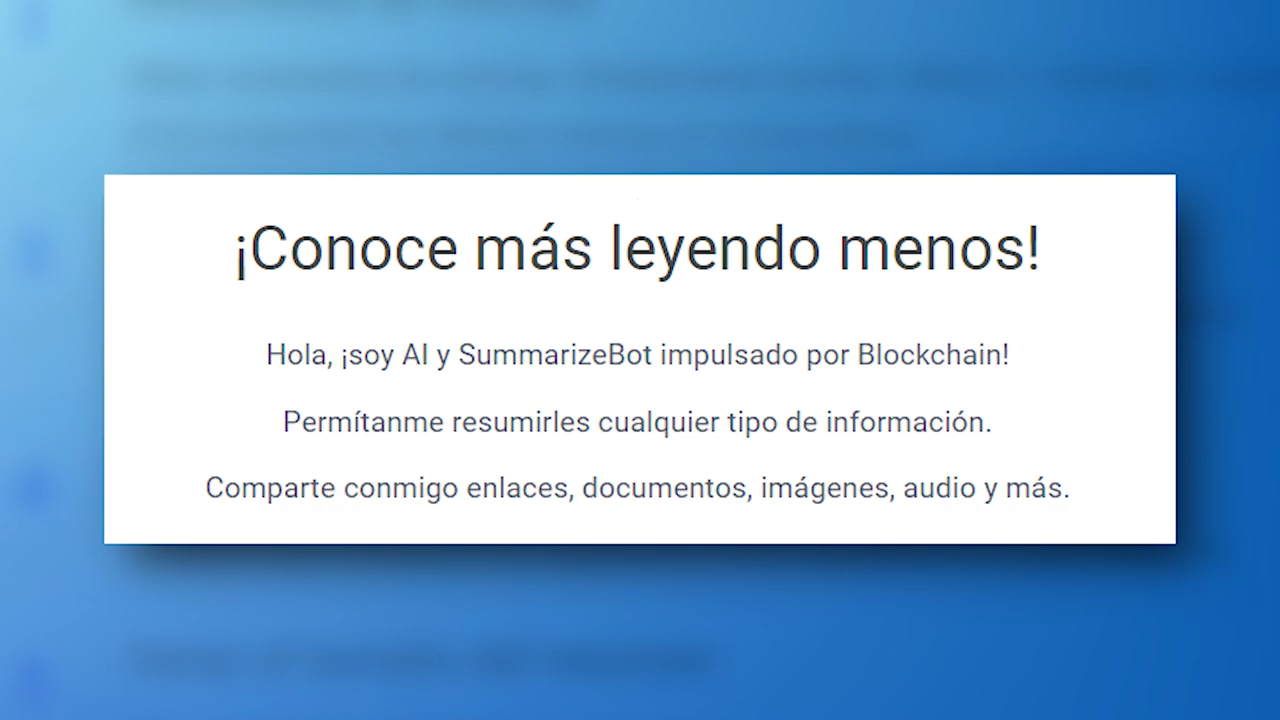 ¡Conoce más leyendo menos!
Hola, ¡soy AI y SummarizeBot impulsado por Blockchain!
Permítanme resumirles cualquier tipo de información.
Comparte conmigo enlaces, documentos, imágenes, audio y más.